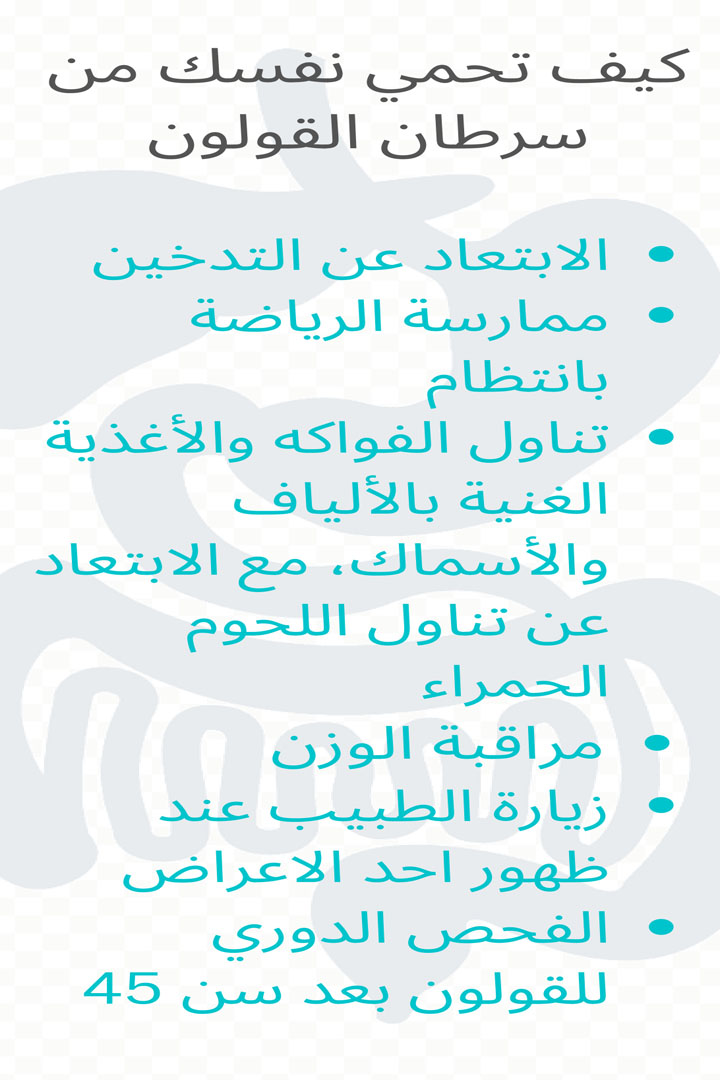 كيف تحمي نفسك من
سرطان القولون
• الابتعاد عن التدخين
• ممارسة الرياضة
بانتظام
• تناول الفواكه والأغذية
الغنية بالألياف
والأسماك، مع الابتعاد
عن تناول اللحوم
الحمراء
• مراقبة الوزن
• زيارة الطبيب عند
ظهور احد الاعراض
• الفحص الدوري
للقولون بعد سن 45